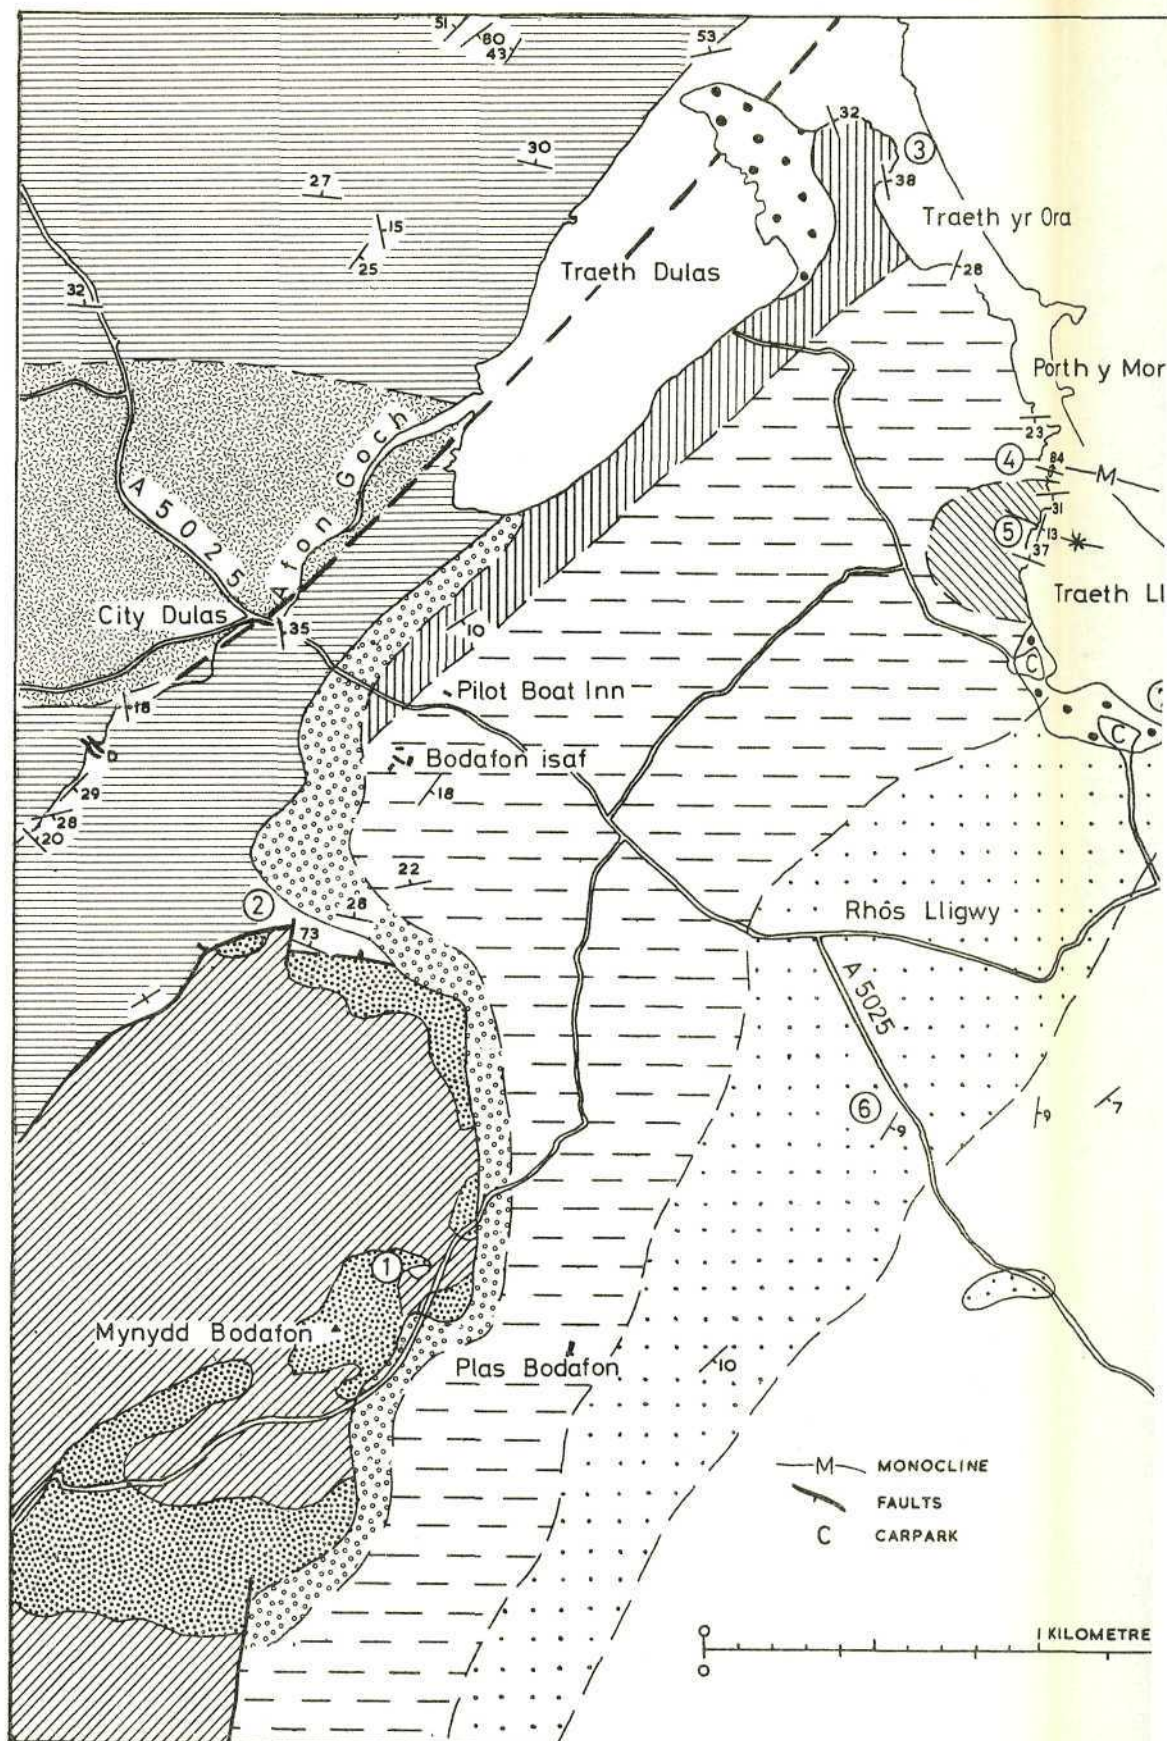 51
80
43
53
32
③
30
27
38
Traeth yr Ora
15
25
28
Traeth Dulas
32
Porth y Mor
23
④
84
M
Afon Goch
A 5025
31
⑤
13
37
Traeth Ll
City Dulas
35
10
C
Pilot Boat Inn
18
C
D
Bodafon isaf
29
18
28
20
22
②
28
Rhôs Lligwy
73
A 5025
⑥
9
9
7
①
Mynydd Bodafon
Plas Bodafon
10
M MONOCLINE
FAULTS
C CARPARK
0
1 KILOMETRE
0